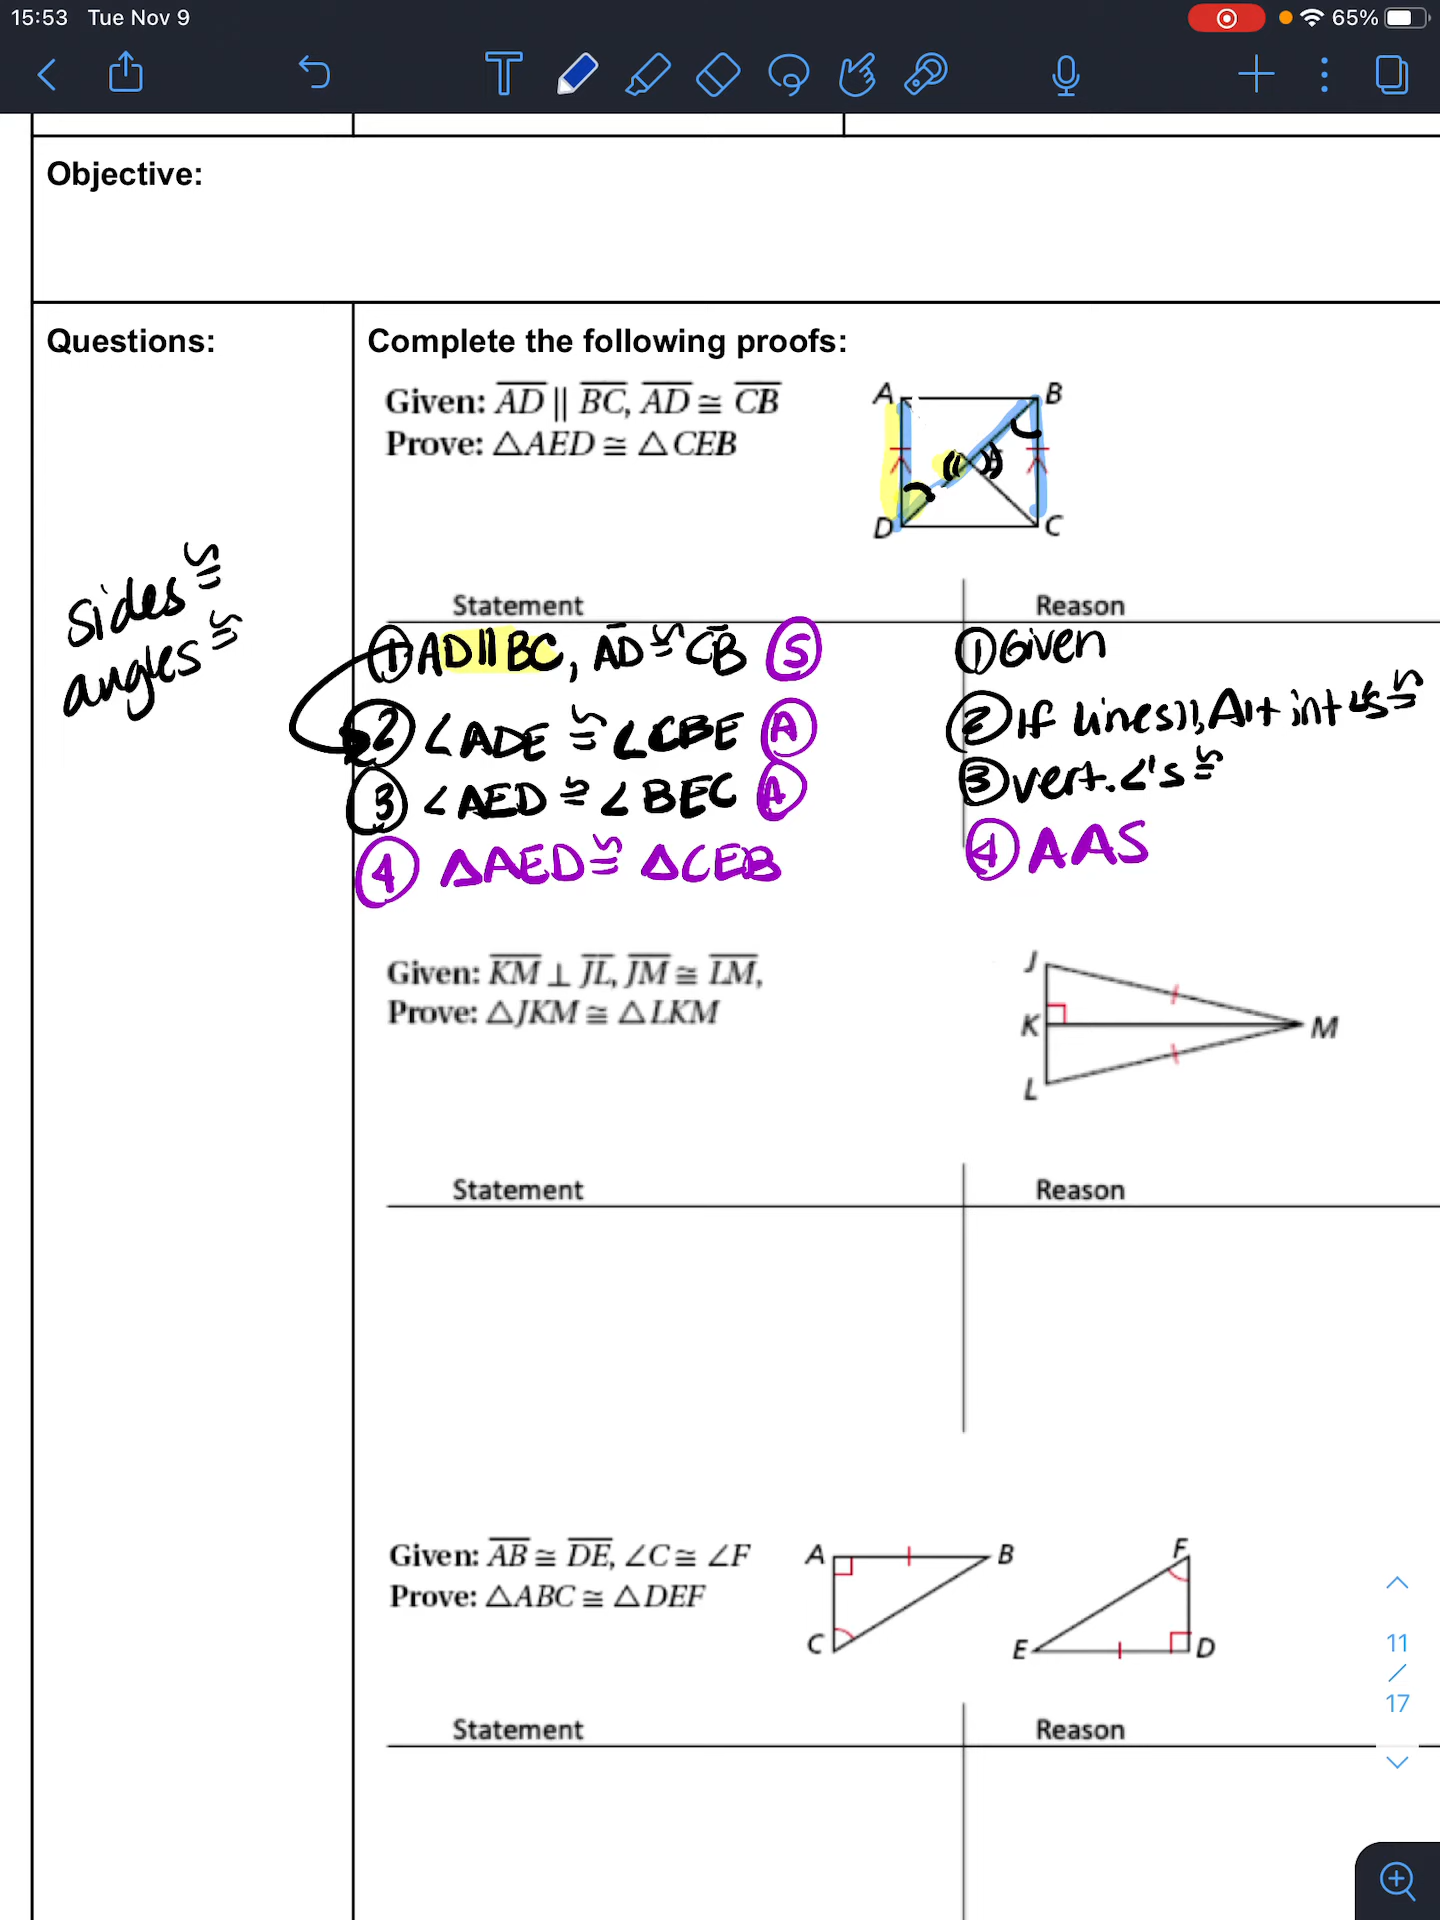 15:53 Tue Nov 9 65%
Objective:
Questions:
Complete the following proofs:
Given: AD || BC, AD ≅ CB
Prove: △AED ≅ △CEB
A B
D C
sides ≅
angles ≅
Statement Reason
① AD || BC, AD ≅ CB Ⓢ ① Given
② ∠ADE ≅ ∠CBE Ⓐ ② If lines ||, Alt int ∠'s ≅
③ ∠AED ≅ ∠BEC Ⓐ ③ vert. ∠'s ≅
④ △AED ≅ △CEB ④ AAS
Given: KM ⊥ JL, JM ≅ LM,
Prove: △JKM ≅ △LKM
J
K M
L
Statement Reason
Given: AB ≅ DE, ∠C ≅ ∠F
Prove: △ABC ≅ △DEF
A B F
C E D
11
/
17
Statement Reason